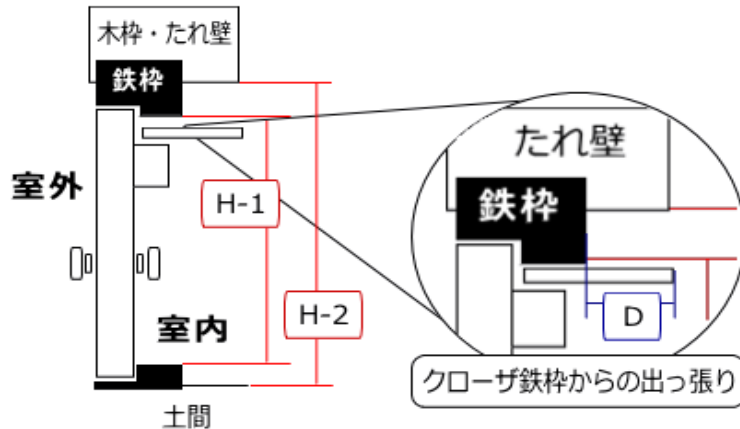 木枠・たれ壁
鉄枠
室外
H-1
H-2
室内
土間
たれ壁
鉄枠
D
クローザ鉄枠からの出っ張り